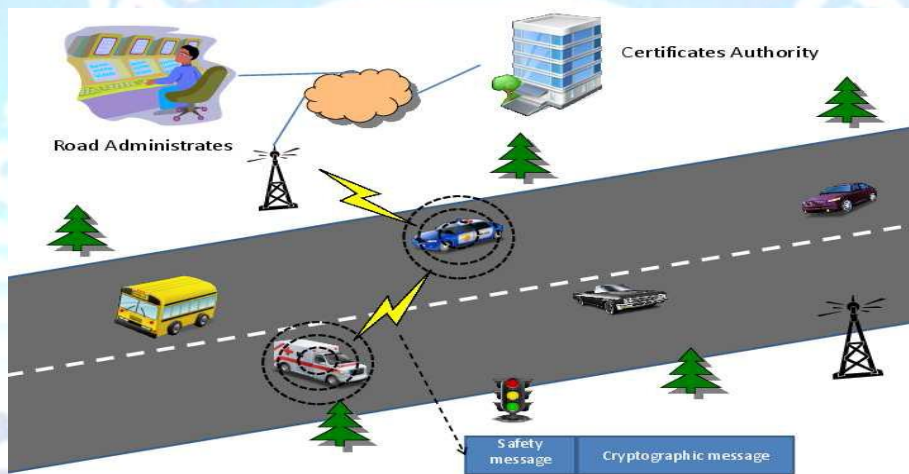 Certificates Authority
Road Administrates
Safety
message
Cryptographic message